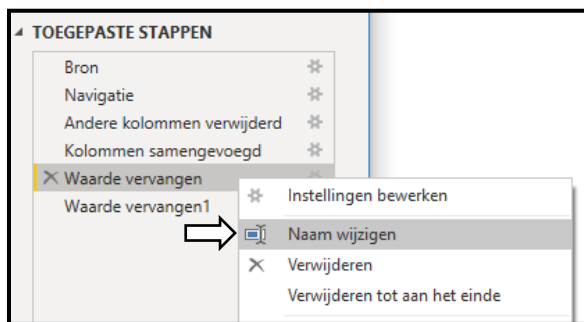 TOEGEPASTE STAPPEN
Bron
Navigatie
Andere kolommen verwijderd
Kolommen samengevoegd
Waarde vervangen
Waarde vervangen1
Instellingen bewerken
Naam wijzigen
Verwijderen
Verwijderen tot aan het einde